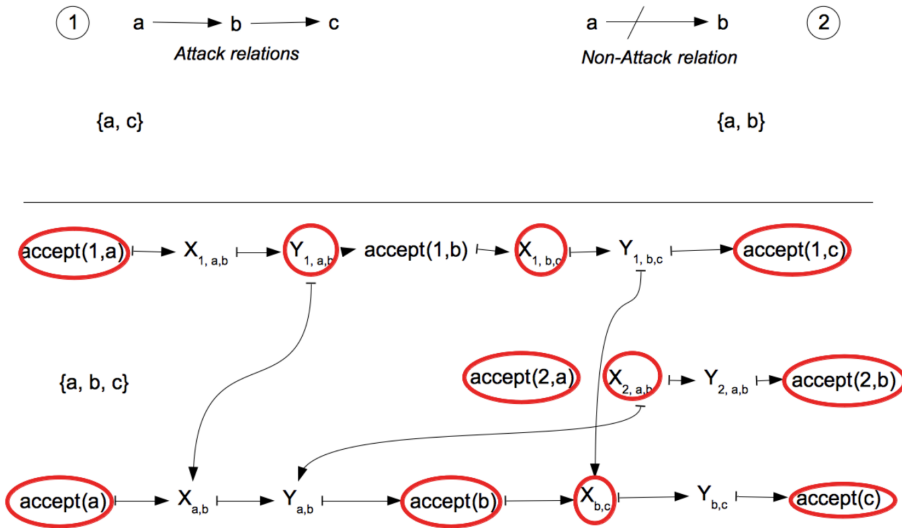 1 a b c a b 2
Attack relations Non-Attack relation
{a, c} {a, b}
accept(1,a) X1, a,b Y1, a,b accept(1,b) X1, b,c Y1, b,c accept(1,c)
{a, b, c} accept(2,a) X2, a,b Y2, a,b accept(2,b)
accept(a) Xa,b Ya,b accept(b) Xb,c Yb,c accept(c)